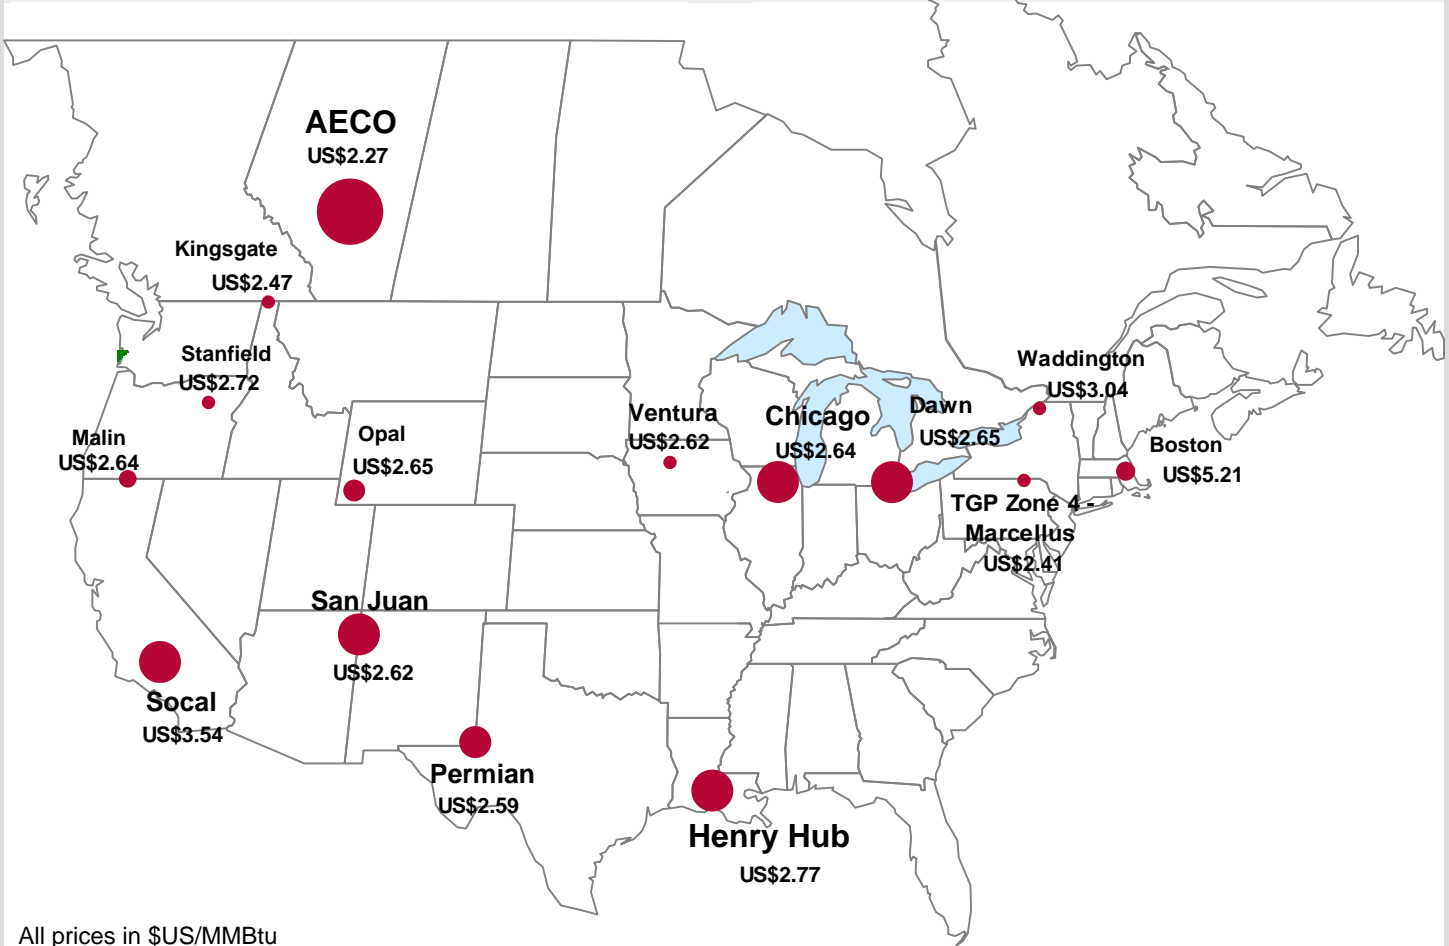 AECO
US$2.27
Kingsgate
US$2.47
Stanfield
US$2.72
Waddington
US$3.04
Malin
US$2.64
Opal
US$2.65
Ventura
US$2.62
Chicago
US$2.64
Dawn
US$2.65
Boston
US$5.21
TGP Zone 4 -
Marcellus
US$2.41
San Juan
US$2.62
Socal
US$3.54
Permian
US$2.59
Henry Hub
US$2.77
All prices in $US/MMBtu